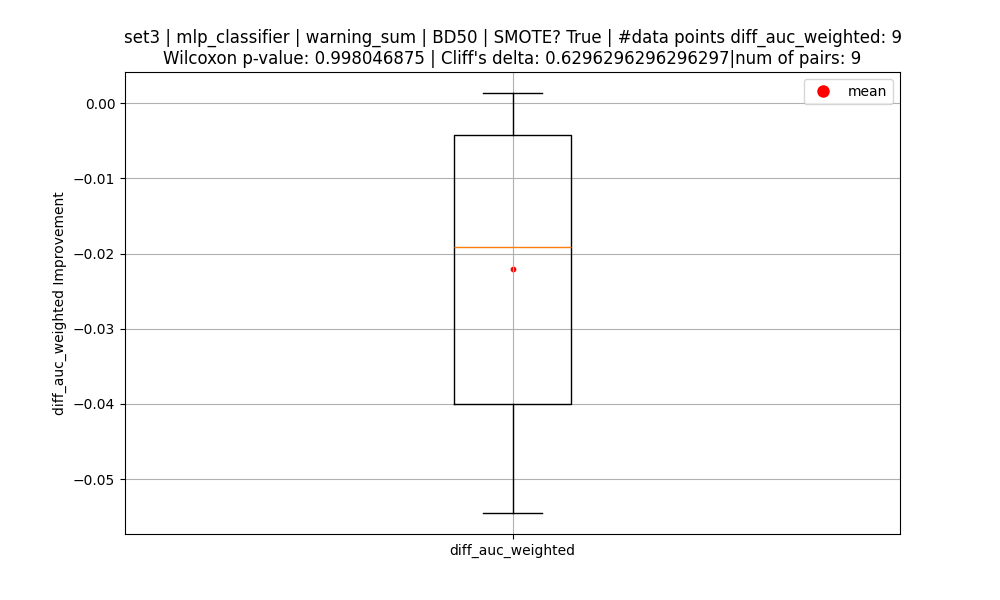 set3 | mlp_classifier | warning_sum | BD50 | SMOTE? True | #data points diff_auc_weighted: 9
Wilcoxon p-value: 0.998046875 | Cliff's delta: 0.6296296296296297|num of pairs: 9
mean
0.00
−0.01
−0.02
−0.03
−0.04
−0.05
diff_auc_weighted Improvement
diff_auc_weighted